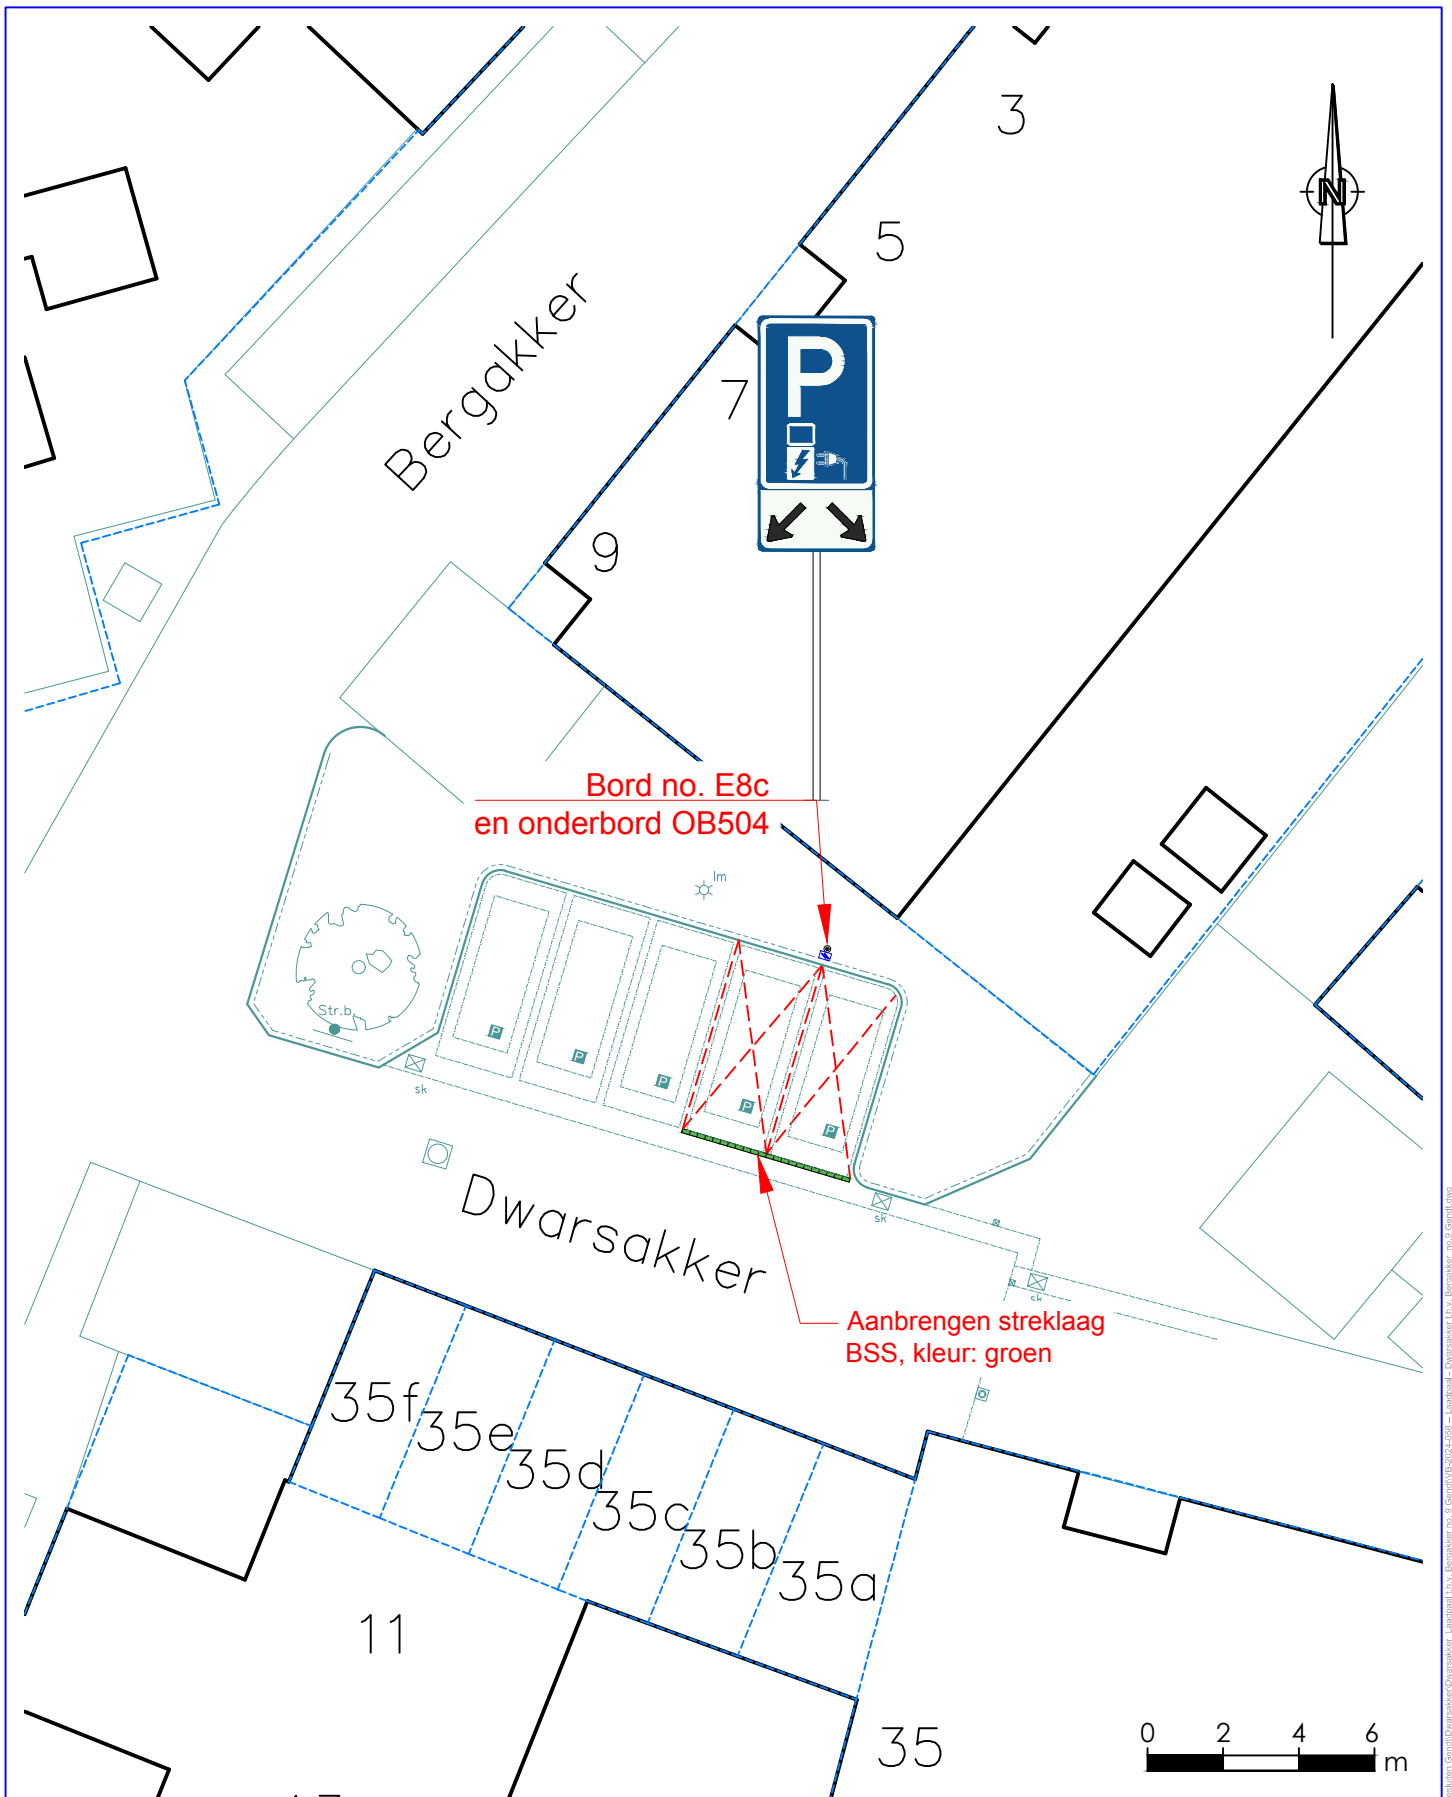 3
N
5
Bergakker
P
7
9
Bord no. E8c
en onderbord OB504
lm
Str.b
P
P
P
P
P
sk
sk
sk
Dwarsakker
Aanbrengen streklaag
BSS, kleur: groen
35f
35e
35d
35c
35b
35a
11
35
0 2 4 6
m